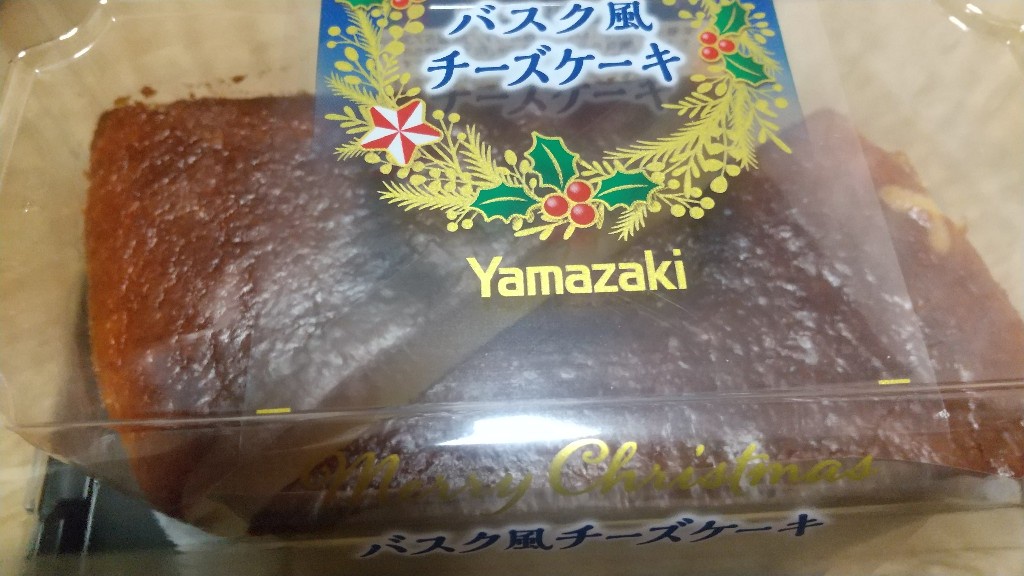 バスク風
チーズケーキ
Yamazaki
Merry Christmas
バスク風チーズケーキ